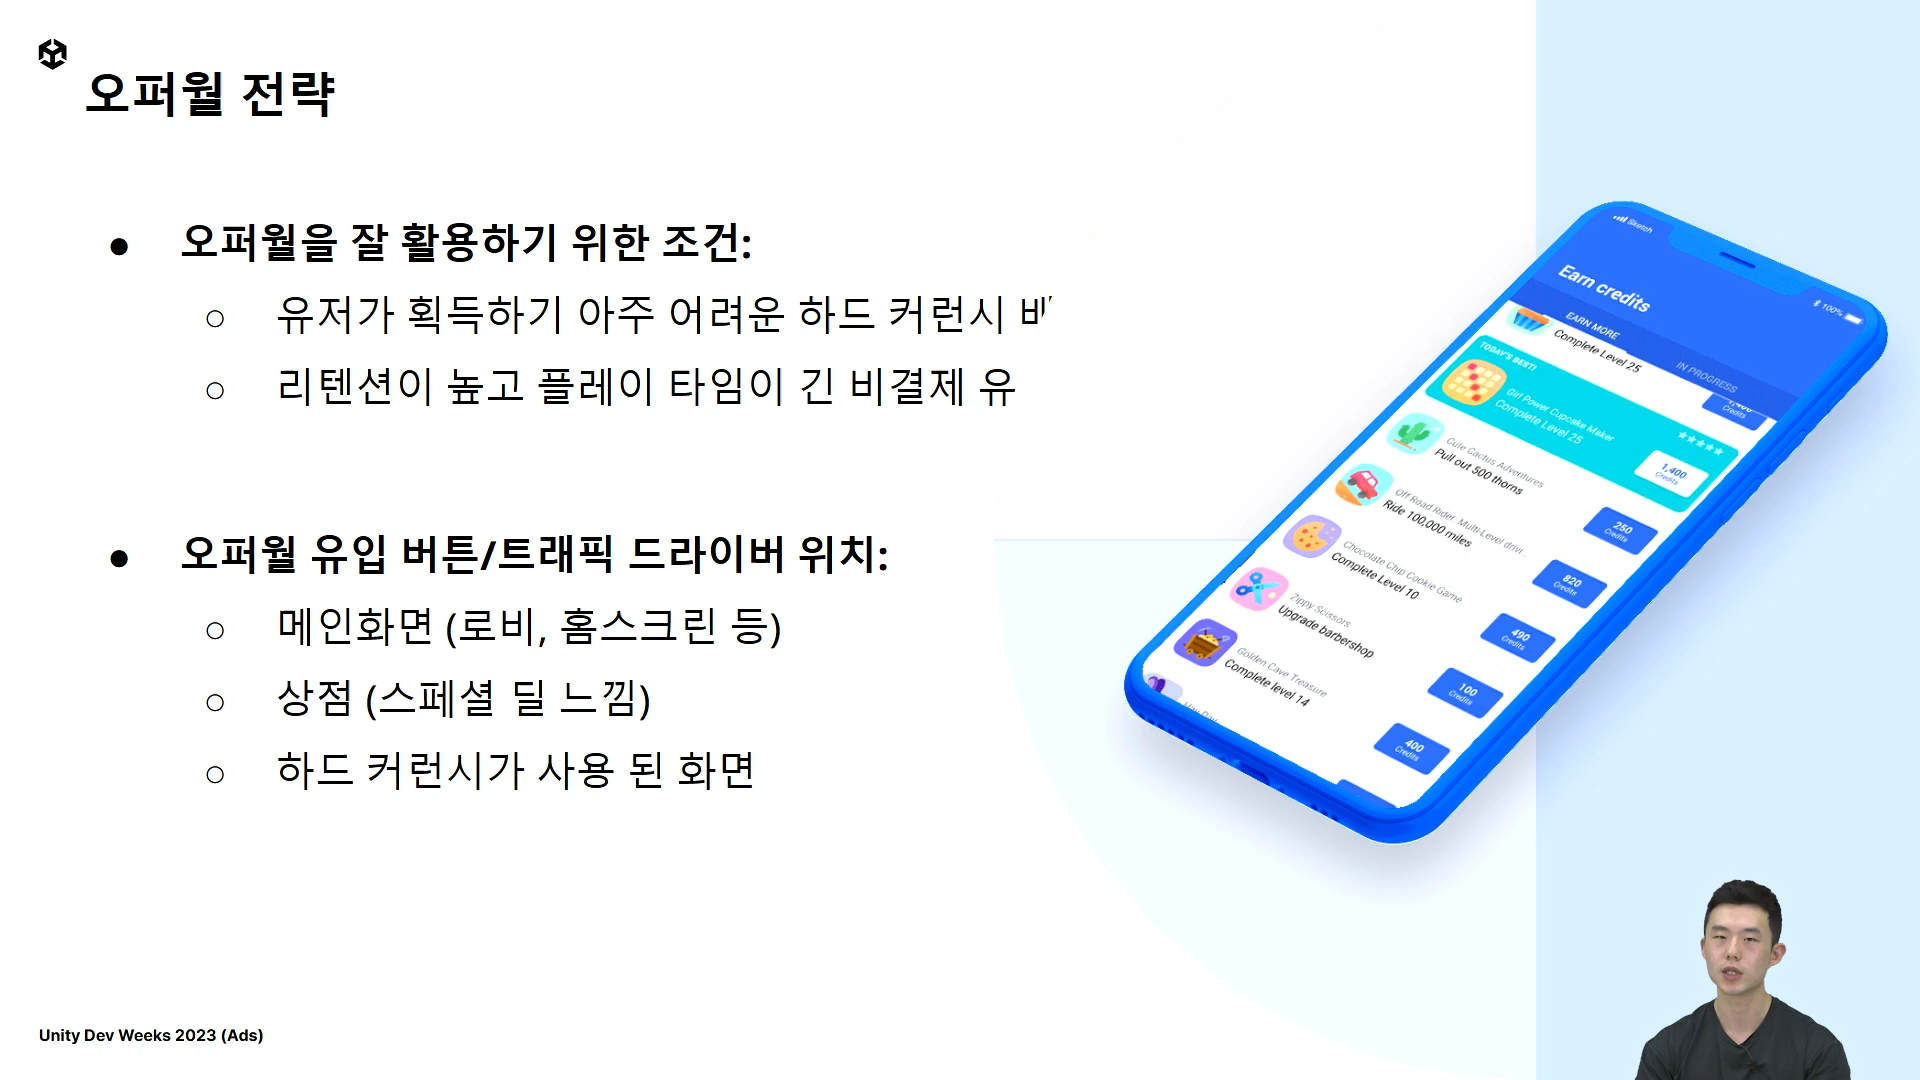 오퍼월 전략
● 오퍼월을 잘 활용하기 위한 조건:
○ 유저가 획득하기 아주 어려운 하드 커런시
○ 리텐션이 높고 플레이 타임이 긴 비결제 유
● 오퍼월 유입 버튼/트래픽 드라이버 위치:
○ 메인화면 (로비, 홈스크린 등)
○ 상점 (스페셜 딜 느낌)
○ 하드 커런시가 사용 된 화면
Sketch
100%
Earn credits
EARN MORE
IN PROGRESS
Complete Level 25
Credits
TODAY'S BEST!
Girl Power Cupcake Maker
Complete Level 25
1,400
Credits
Cute Cactus Adventures
Pull out 500 thorns
250
Credits
Off Road Rider: Multi-Level drivi...
Ride 100,000 miles
820
Credits
Chocolate Chip Cookie Game
Complete Level 10
490
Credits
Zippy Scissors
Upgrade barbershop
100
Credits
Golden Cave Treasure
Complete level 14
400
Credits
Unity Dev Weeks 2023 (Ads)